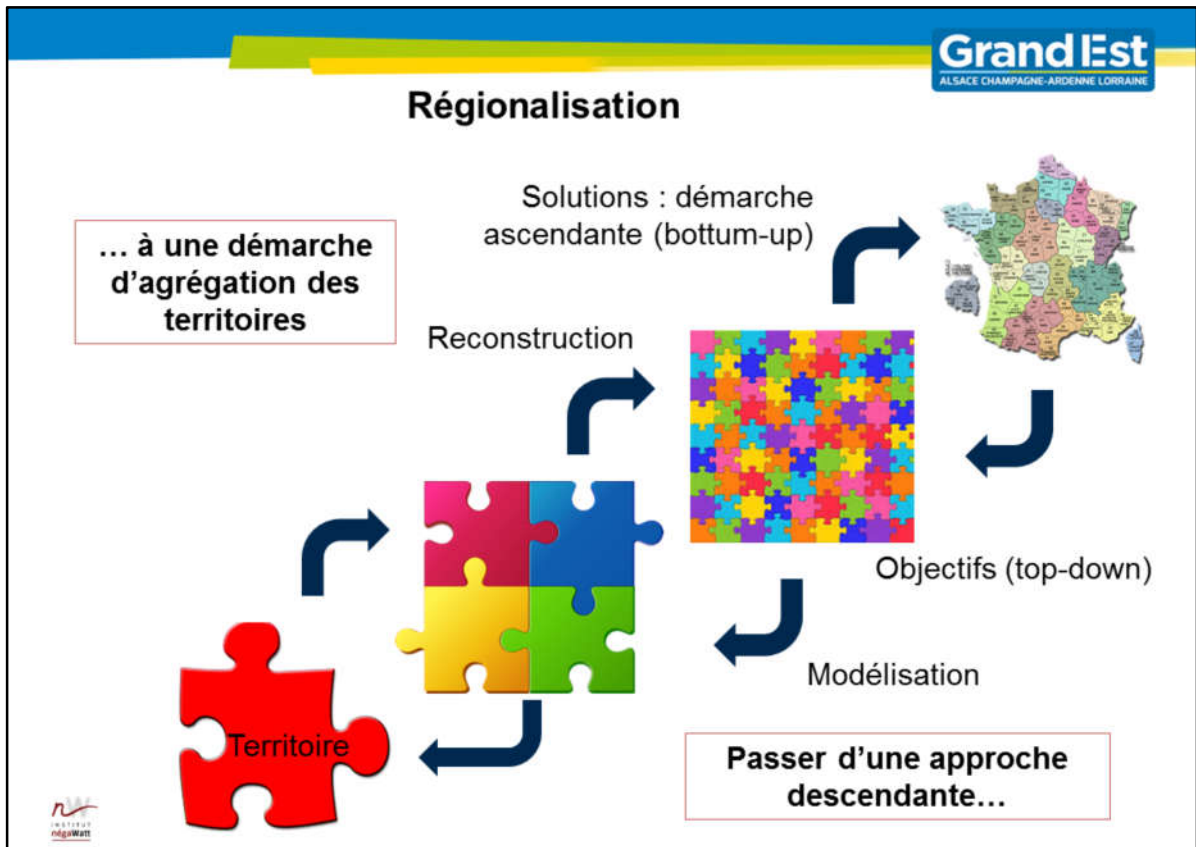 Grand Est
ALSACE CHAMPAGNE-ARDENNE LORRAINE
Régionalisation
Solutions : démarche
ascendante (bottum-up)
… à une démarche
d’agrégation des
territoires
Reconstruction
Objectifs (top-down)
Modélisation
Territoire
Passer d’une approche
descendante…
INSTITUT
négaWatt